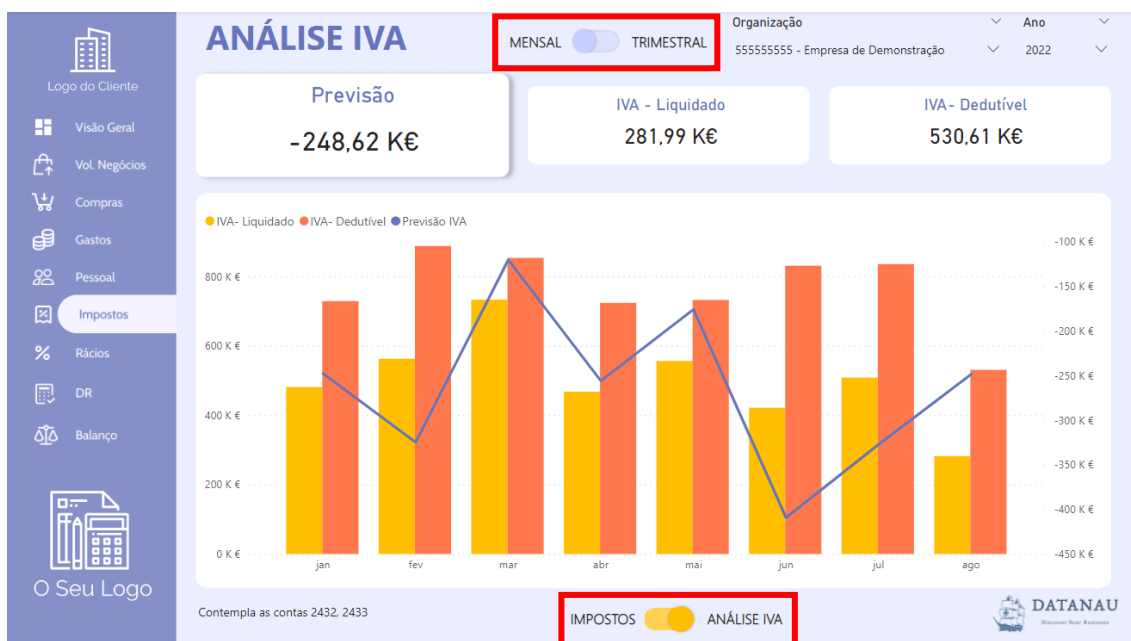 ANÁLISE IVA
MENSAL TRIMESTRAL
Organização
555555555 - Empresa de Demonstração
Ano
2022
Logo do Cliente
Visão Geral
Vol. Negócios
Compras
Gastos
Pessoal
Impostos
Rácios
DR
Balanço
O Seu Logo
Previsão
-248,62 K€
IVA - Liquidado
281,99 K€
IVA- Dedutível
530,61 K€
IVA- Liquidado IVA- Dedutível Previsão IVA
800 K €
600 K €
400 K €
200 K €
0 K €
-100 K €
-150 K €
-200 K €
-250 K €
-300 K €
-350 K €
-400 K €
-450 K €
jan fev mar abr mai jun jul ago
Contempla as contas 2432, 2433
IMPOSTOS ANÁLISE IVA
DATANAU
Discover Your Business